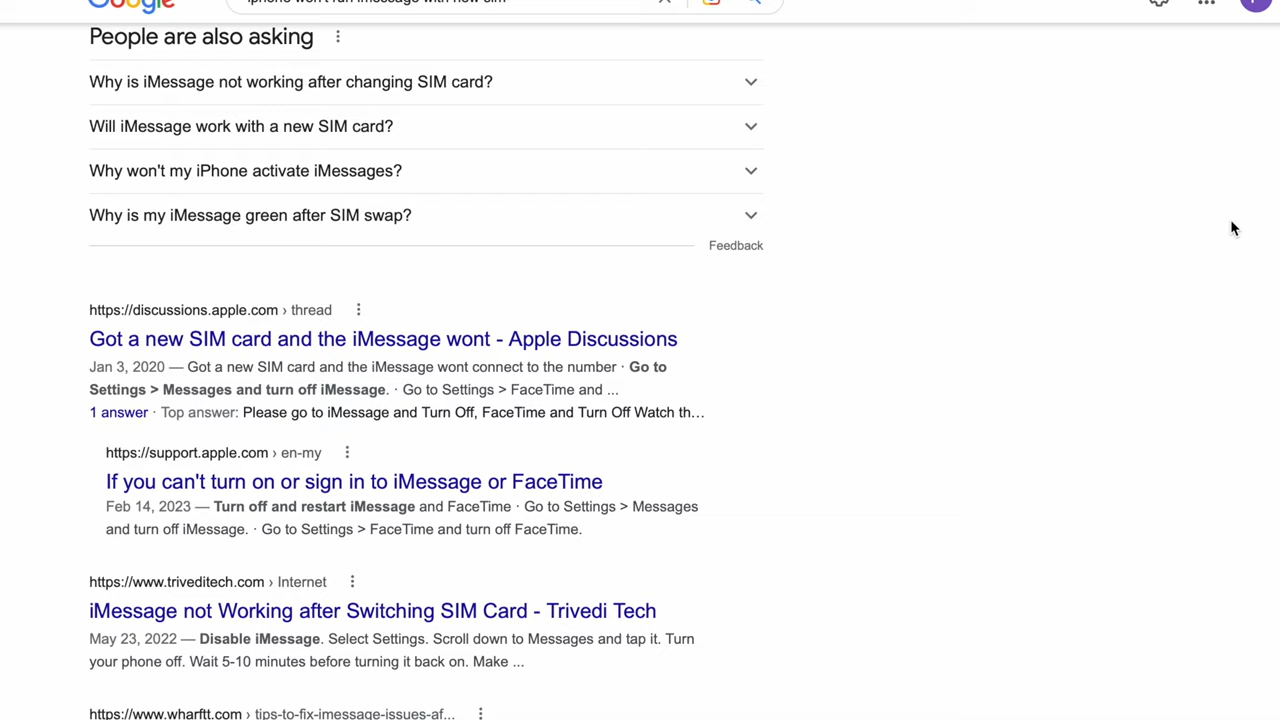 Google
iphone won't run imessage with new sim
People are also asking
Why is iMessage not working after changing SIM card?
Will iMessage work with a new SIM card?
Why won't my iPhone activate iMessages?
Why is my iMessage green after SIM swap?
Feedback
https://discussions.apple.com › thread
Got a new SIM card and the iMessage wont - Apple Discussions
Jan 3, 2020 — Got a new SIM card and the iMessage wont connect to the number · Go to
Settings > Messages and turn off iMessage. · Go to Settings > FaceTime and ...
1 answer · Top answer: Please go to iMessage and Turn Off, FaceTime and Turn Off Watch th...
https://support.apple.com › en-my
If you can't turn on or sign in to iMessage or FaceTime
Feb 14, 2023 — Turn off and restart iMessage and FaceTime · Go to Settings > Messages
and turn off iMessage. · Go to Settings > FaceTime and turn off FaceTime.
https://www.triveditech.com › Internet
iMessage not Working after Switching SIM Card - Trivedi Tech
May 23, 2022 — Disable iMessage. Select Settings. Scroll down to Messages and tap it. Turn
your phone off. Wait 5-10 minutes before turning it back on. Make ...
https://www.wharftt.com › tips-to-fix-imessage-issues-af...